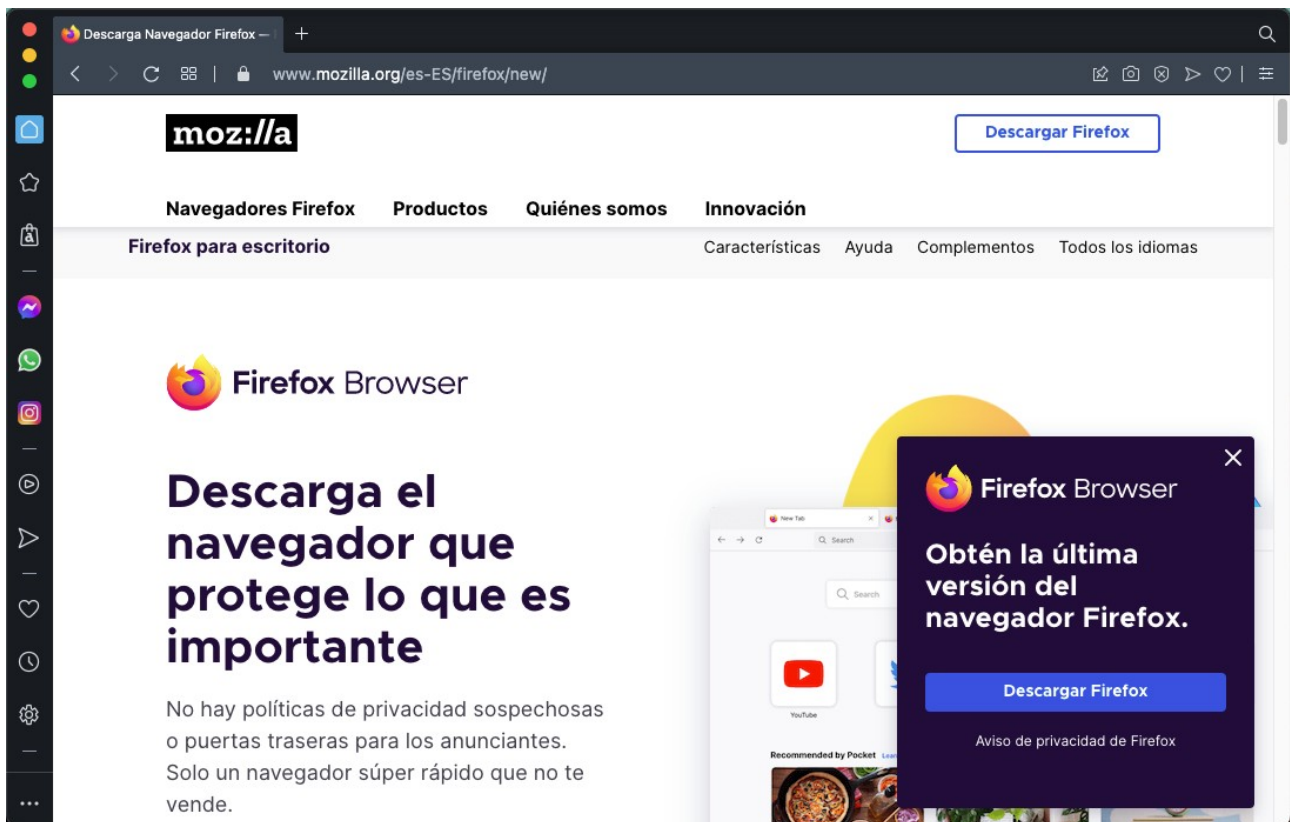 Descarga Navegador Firefox —
www.mozilla.org/es-ES/firefox/new/
moz://a
Descargar Firefox
Navegadores Firefox Productos Quiénes somos Innovación
Firefox para escritorio Características Ayuda Complementos Todos los idiomas
Firefox Browser
Descarga el
navegador que
protege lo que es
importante
No hay políticas de privacidad sospechosas
o puertas traseras para los anunciantes.
Solo un navegador súper rápido que no te
vende.
New Tab
Search
Search
YouTube
Recommended by Pocket
Firefox Browser
Obtén la última
versión del
navegador Firefox.
Descargar Firefox
Aviso de privacidad de Firefox